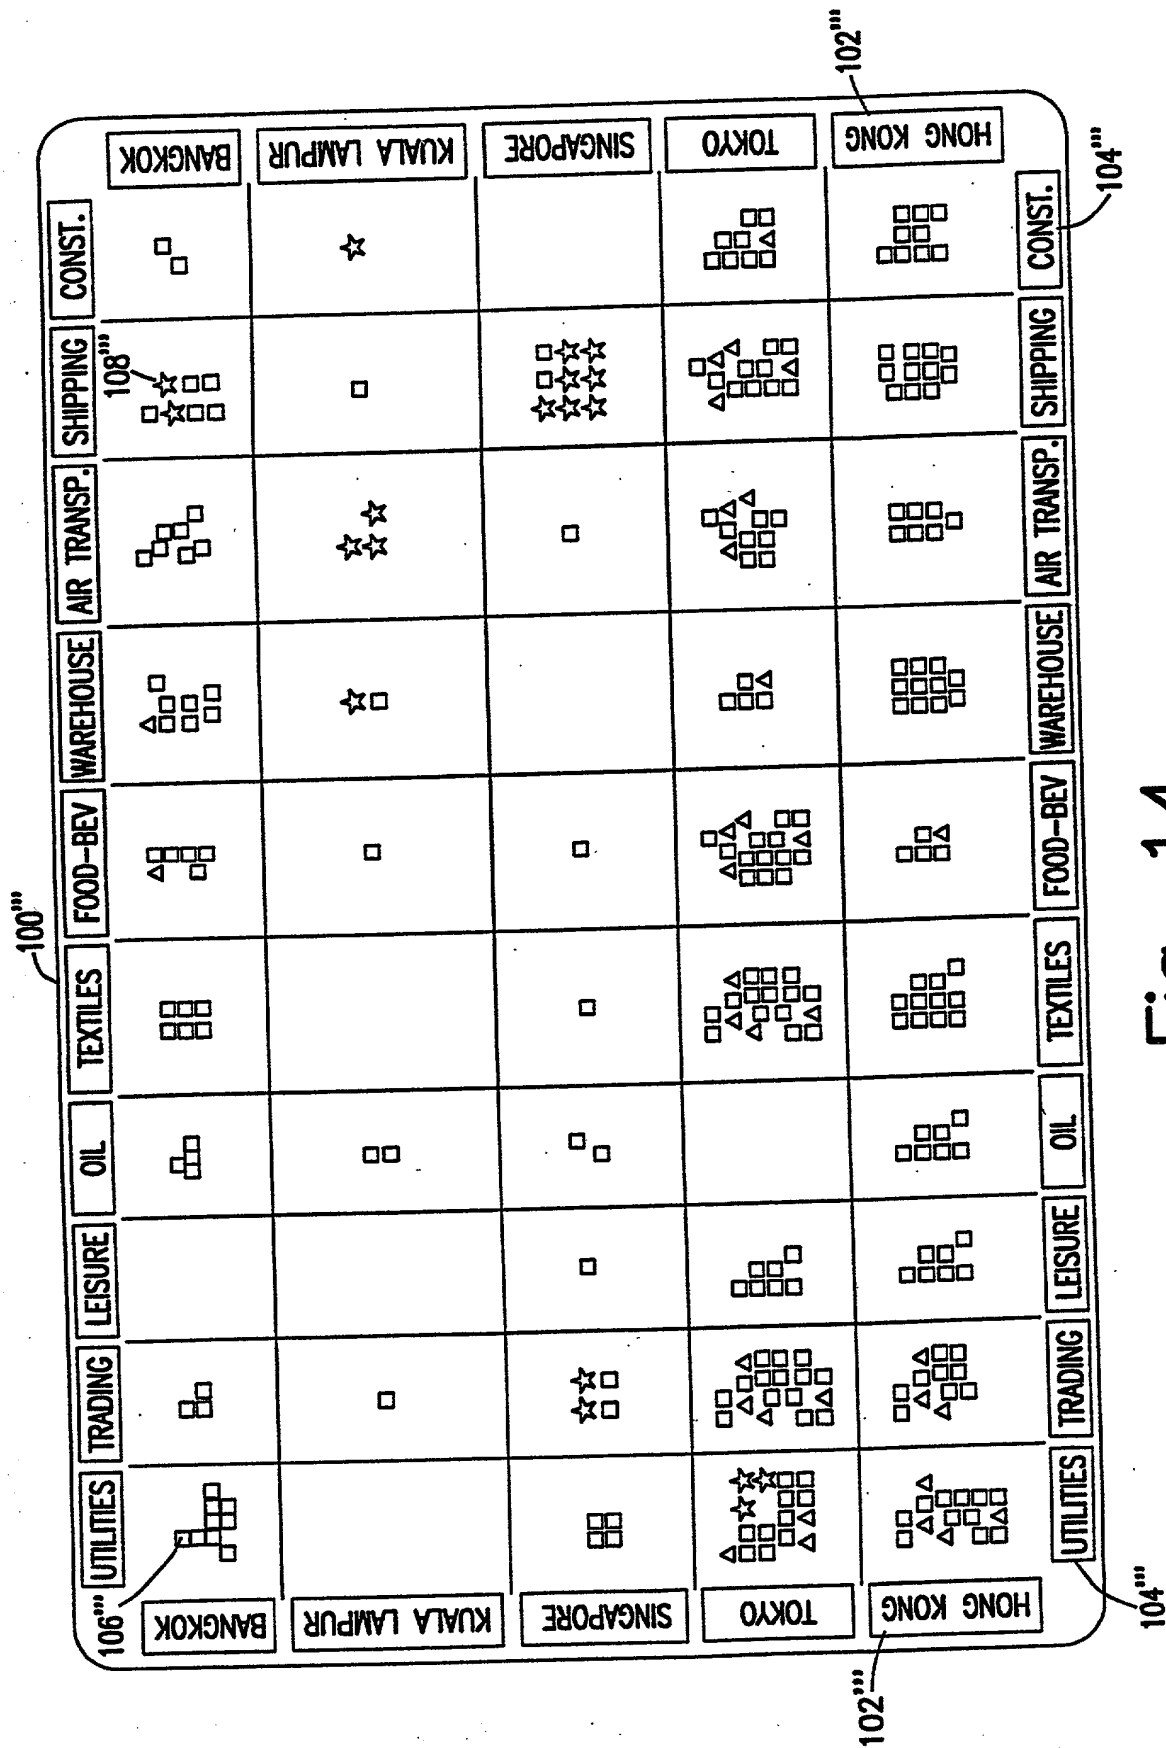 100'''
106'''
UTILITIES TRADING LEISURE OIL TEXTILES FOOD-BEV WAREHOUSE AIR TRANSP. SHIPPING CONST.
108'''
BANGKOK BANGKOK
KUALA LAMPUR KUALA LAMPUR
SINGAPORE SINGAPORE
TOKYO TOKYO
102''' HONG KONG HONG KONG 102'''
UTILITIES TRADING LEISURE OIL TEXTILES FOOD-BEV WAREHOUSE AIR TRANSP. SHIPPING CONST.
104''' 104'''
Fig. 14